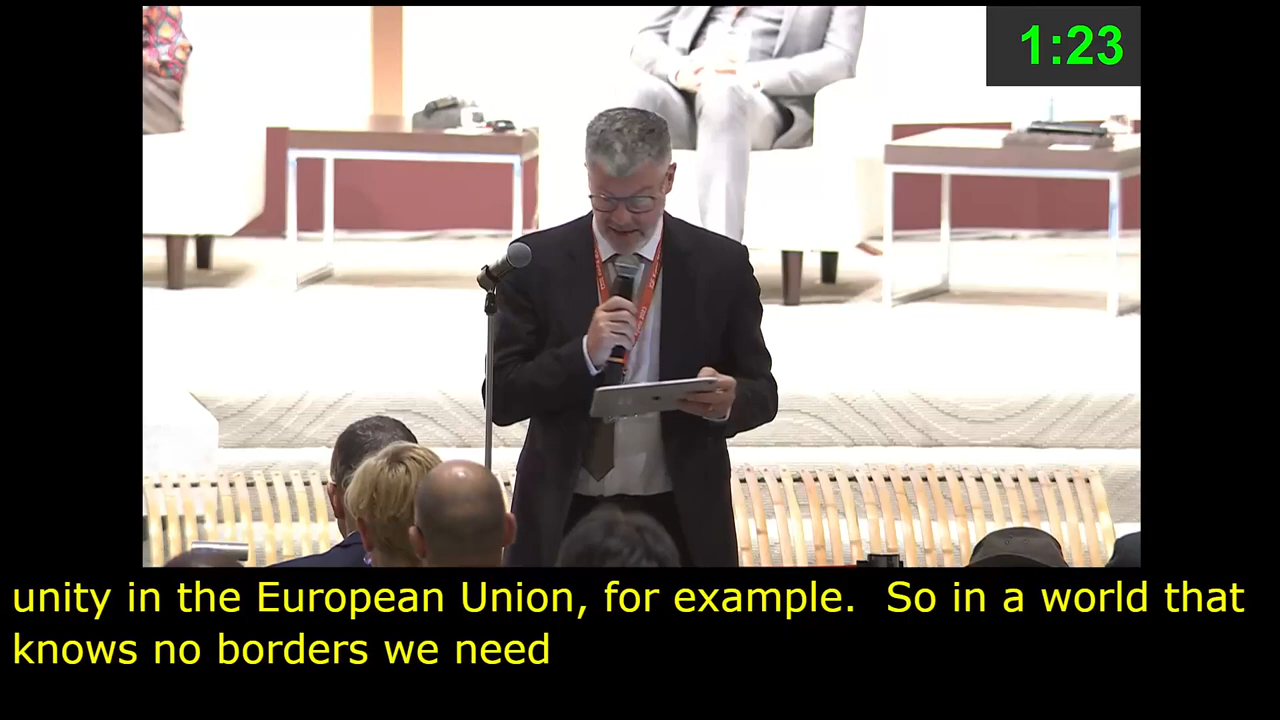 1:23
unity in the European Union, for example.  So in a world that
knows no borders we need